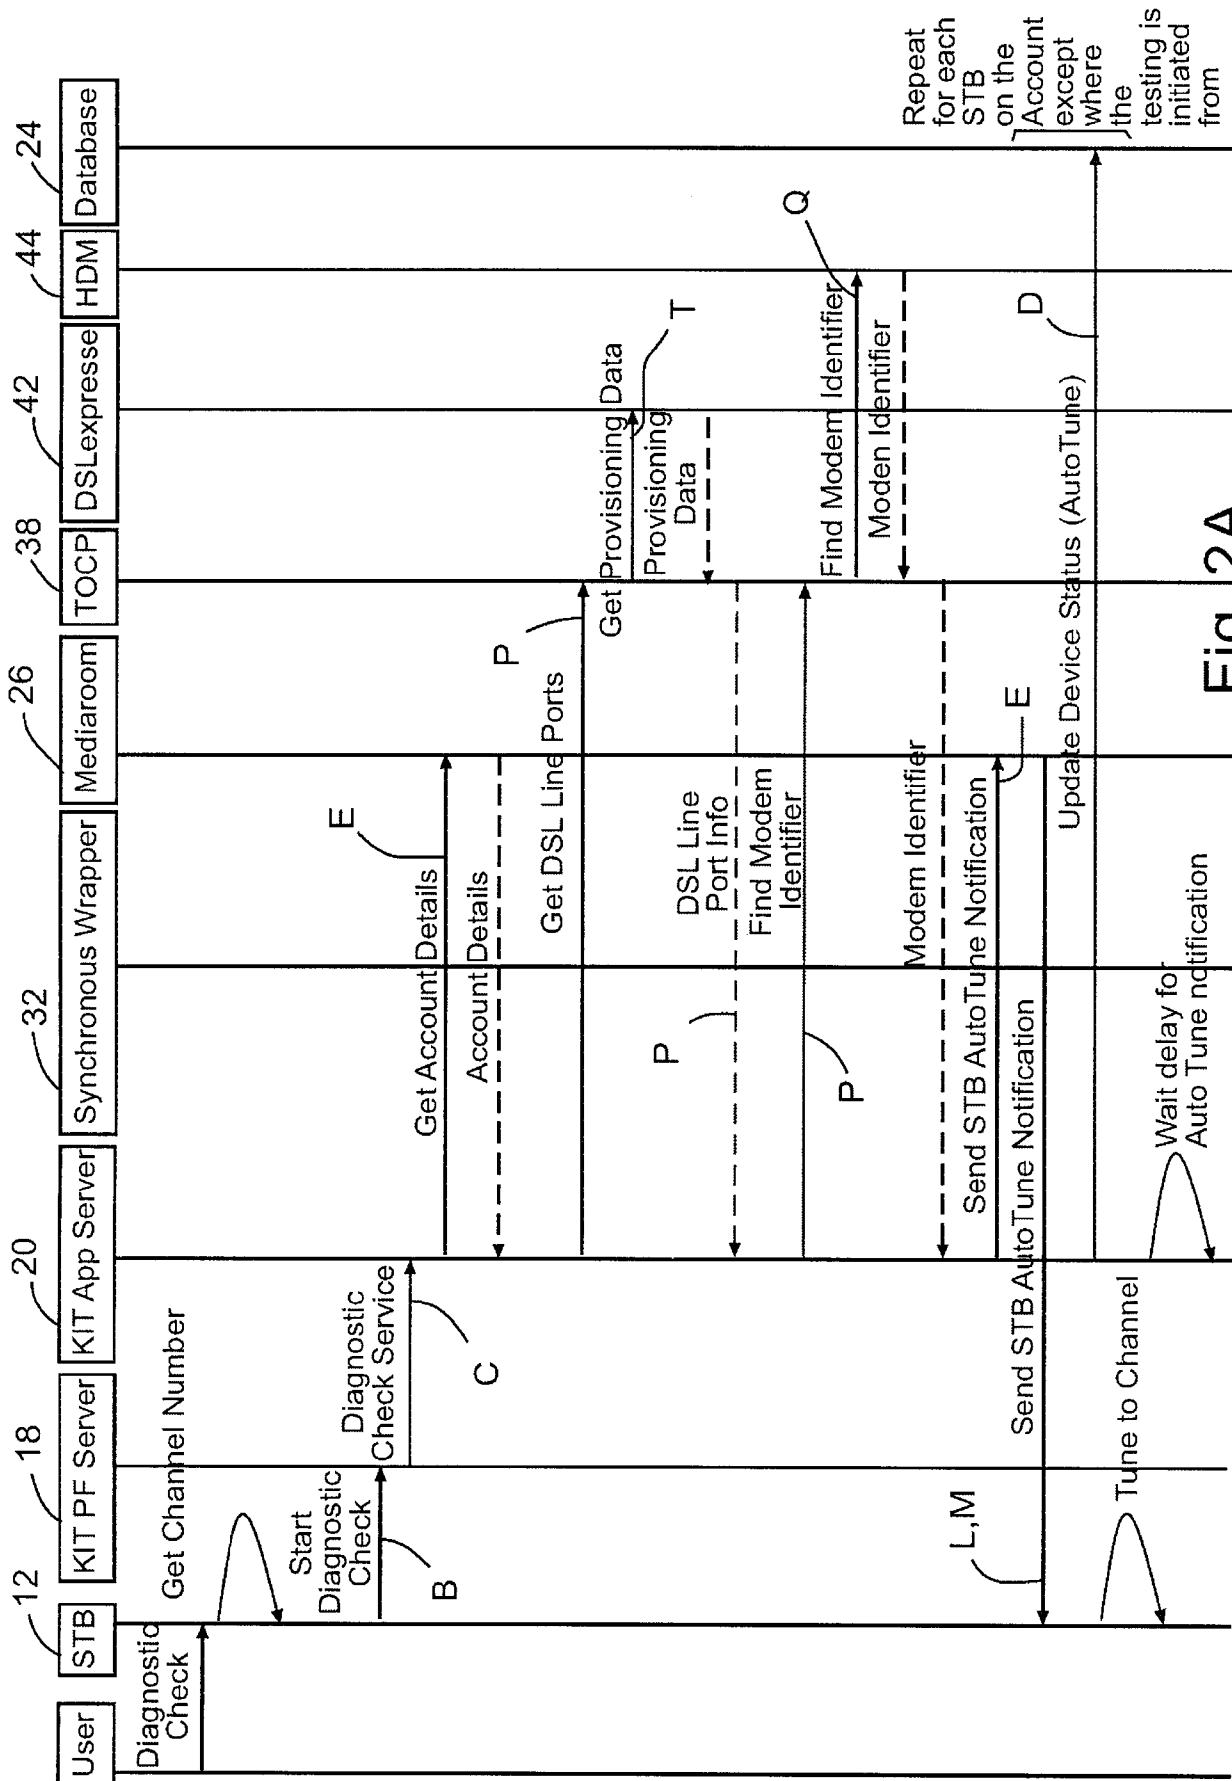 User
STB
KIT PF Server
KIT App Server
Synchronous Wrapper
Mediaroom
TOCP
DSLexpresse
HDM
Database
12
18
20
32
26
38
42
44
24
Diagnostic
Check
Get Channel Number
Start
Diagnostic
Check
B
Diagnostic
Check Service
C
Get Account Details
E
Account Details
Get DSL Line Ports
P
Get Provisioning Data
T
Provisioning
Data
DSL Line
Port Info
P
Find Modem
Identifier
P
Find Modem Identifier
Q
Moden Identifier
Modem Identifier
Send STB AutoTune Notification
E
Send STB AutoTune Notification
L,M
Update Device Status (AutoTune)
D
Repeat
for each
STB
on the
Account
except
where
the
testing is
initiated
from
Tune to Channel
Wait delay for
Auto Tune notification
Fig. 2A